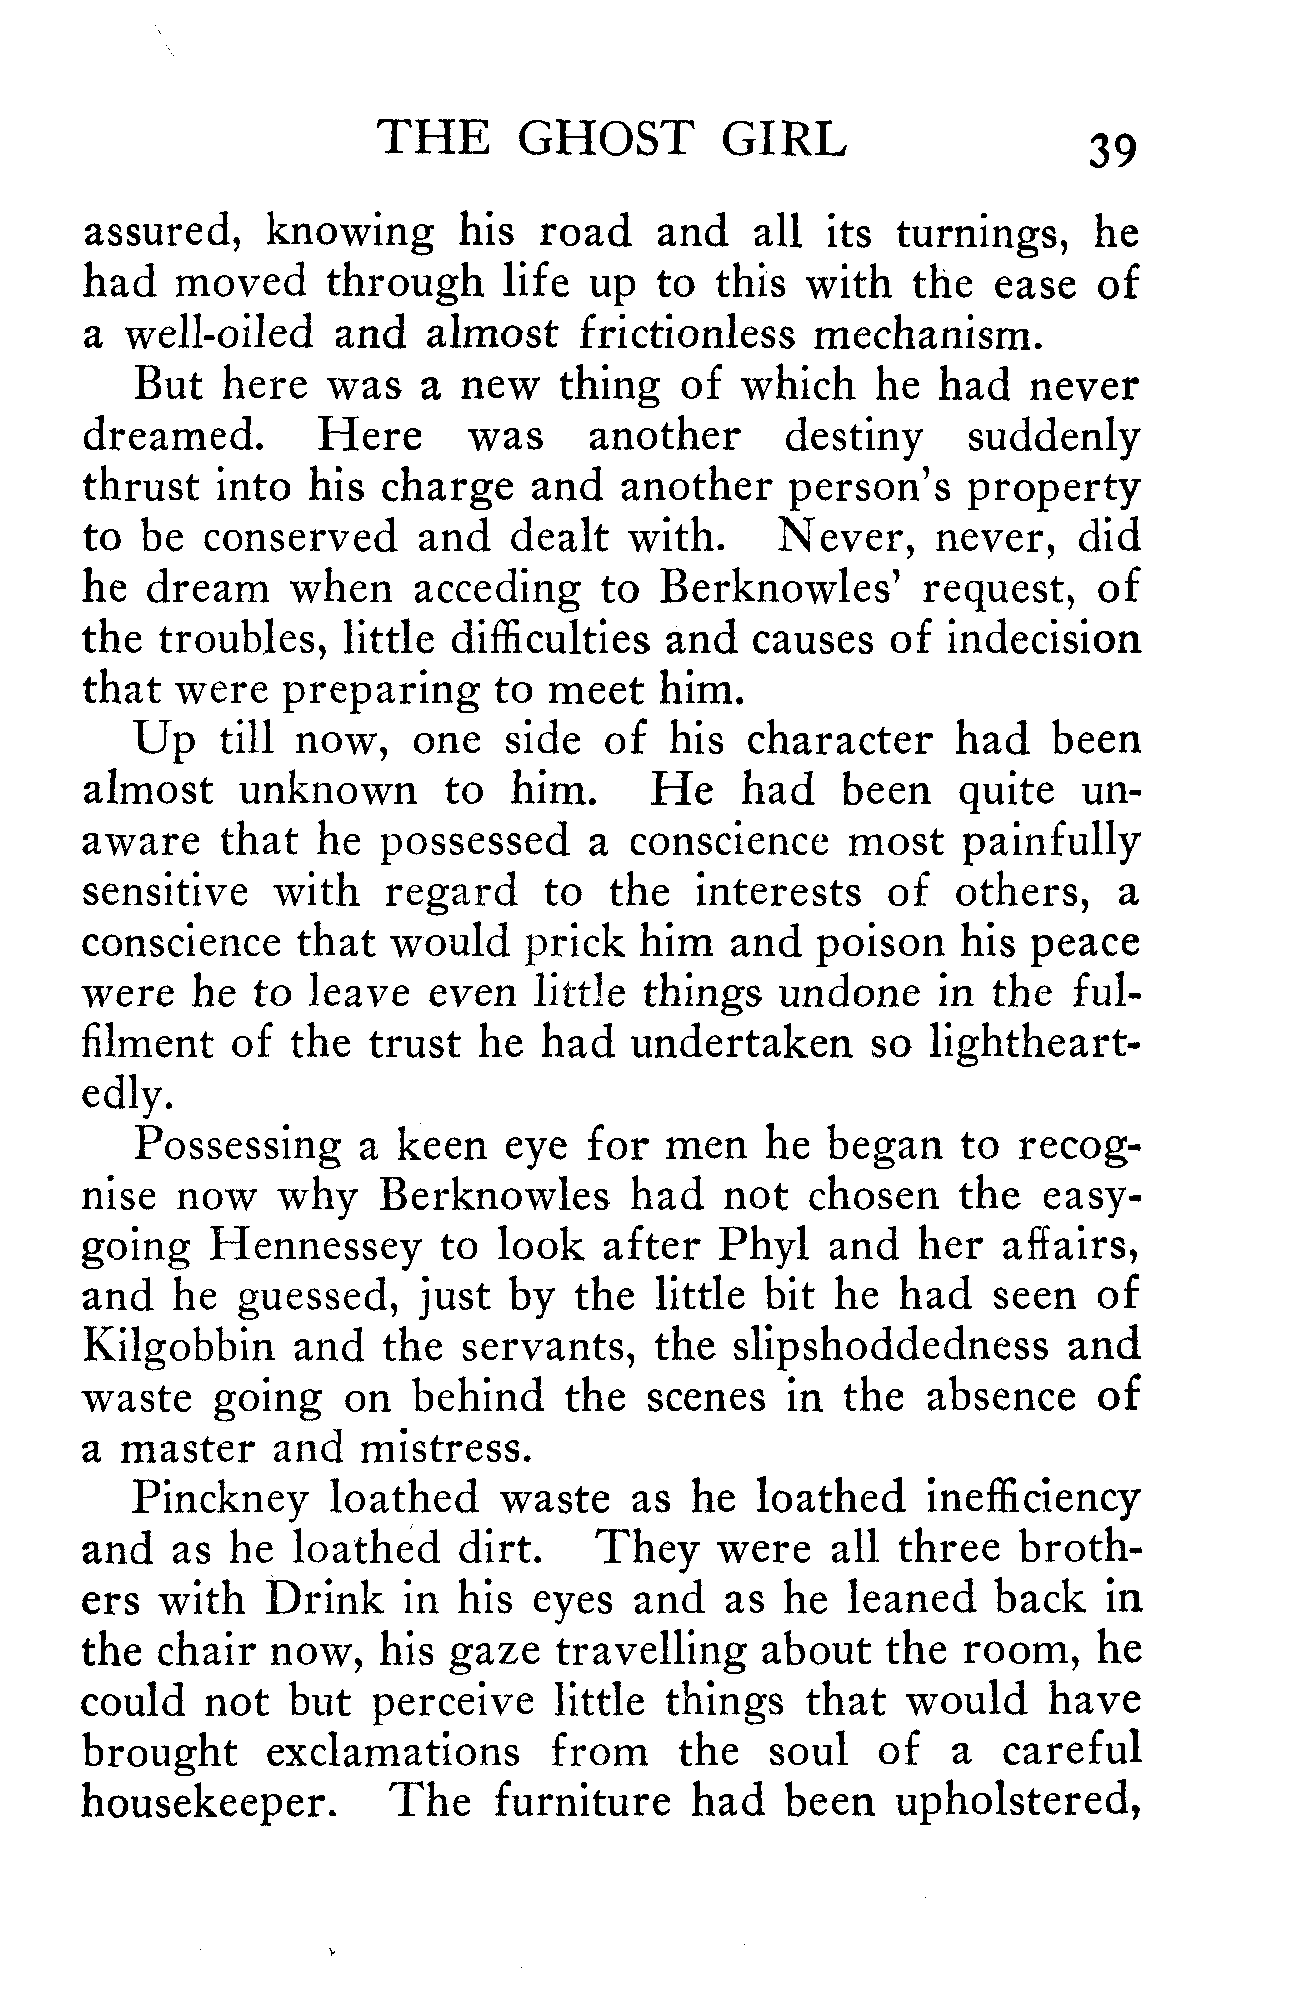 THE GHOST GIRL 39
assured, knowing his road and all its turnings, he
had moved through life up to this with the ease of
a well-oiled and almost frictionless mechanism.
But here was a new thing of which he had never
dreamed. Here was another destiny suddenly
thrust into his charge and another person's property
to be conserved and dealt with. Never, never, did
he dream when acceding to Berknowles' request, of
the troubles, little difficulties and causes of indecision
that were preparing to meet him.
Up till now, one side of his character had been
almost unknown to him. He had been quite un-
aware that he possessed a conscience most painfully
sensitive with regard to the interests of others, a
conscience that would prick him and poison his peace
were he to leave even little things undone in the ful-
filment of the trust he had undertaken so lightheart-
edly.
Possessing a keen eye for men he began to recog-
nise now why Berknowles had not chosen the easy-
going Hennessey to look after Phyl and her affairs,
and he guessed, just by the little bit he had seen of
Kilgobbin and the servants, the slipshoddedness and
waste going on behind the scenes in the absence of
a master and mistress.
Pinckney loathed waste as he loathed inefficiency
and as he loathed dirt. They were all three broth-
ers with Drink in his eyes and as he leaned back in
the chair now, his gaze travelling about the room, he
could not but perceive little things that would have
brought exclamations from the soul of a careful
housekeeper. The furniture had been upholstered,